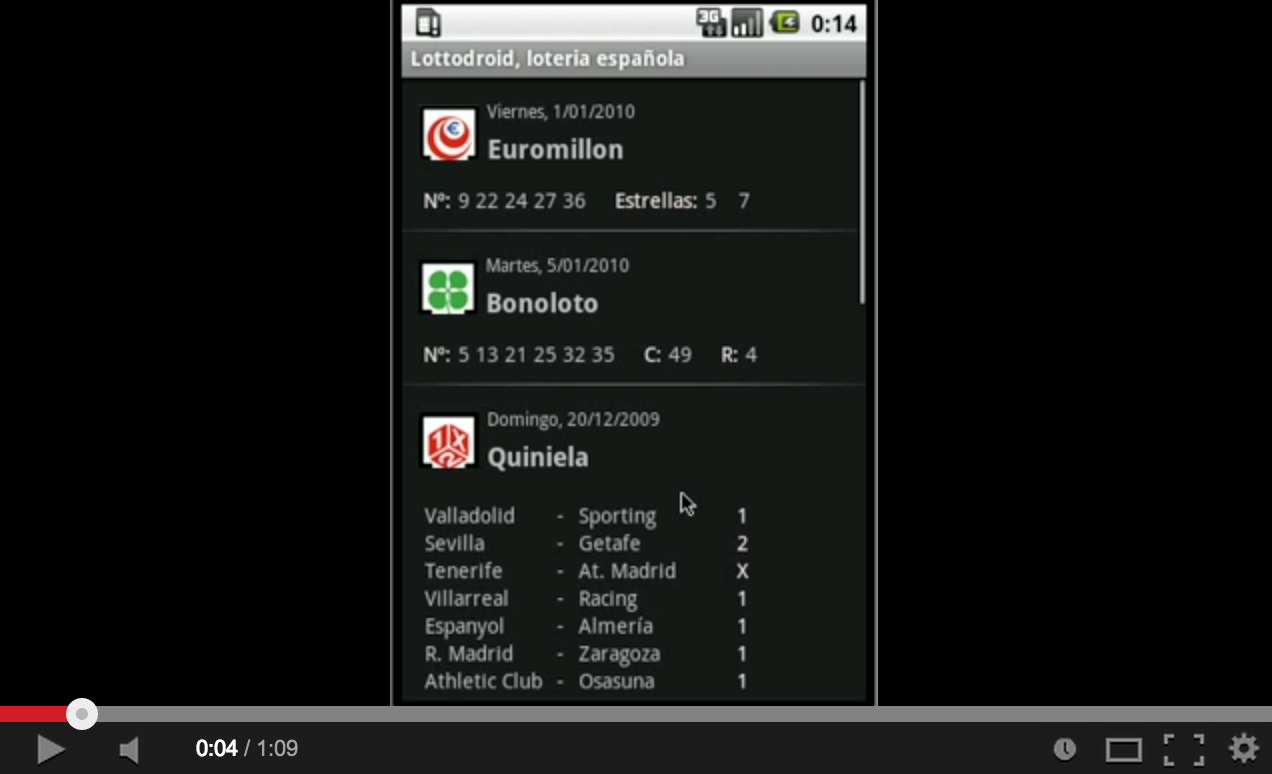 3G 0:14
Lottodroid, loteria española
Viernes, 1/01/2010
€
Euromillon
Nº: 9 22 24 27 36 Estrellas: 5 7
Martes, 5/01/2010
Bonoloto
Nº: 5 13 21 25 32 35 C: 49 R: 4
Domingo, 20/12/2009
1X2
Quiniela
Valladolid - Sporting 1
Sevilla - Getafe 2
Tenerife - At. Madrid X
Villarreal - Racing 1
Espanyol - Almería 1
R. Madrid - Zaragoza 1
Athletic Club - Osasuna 1
0:04 / 1:09